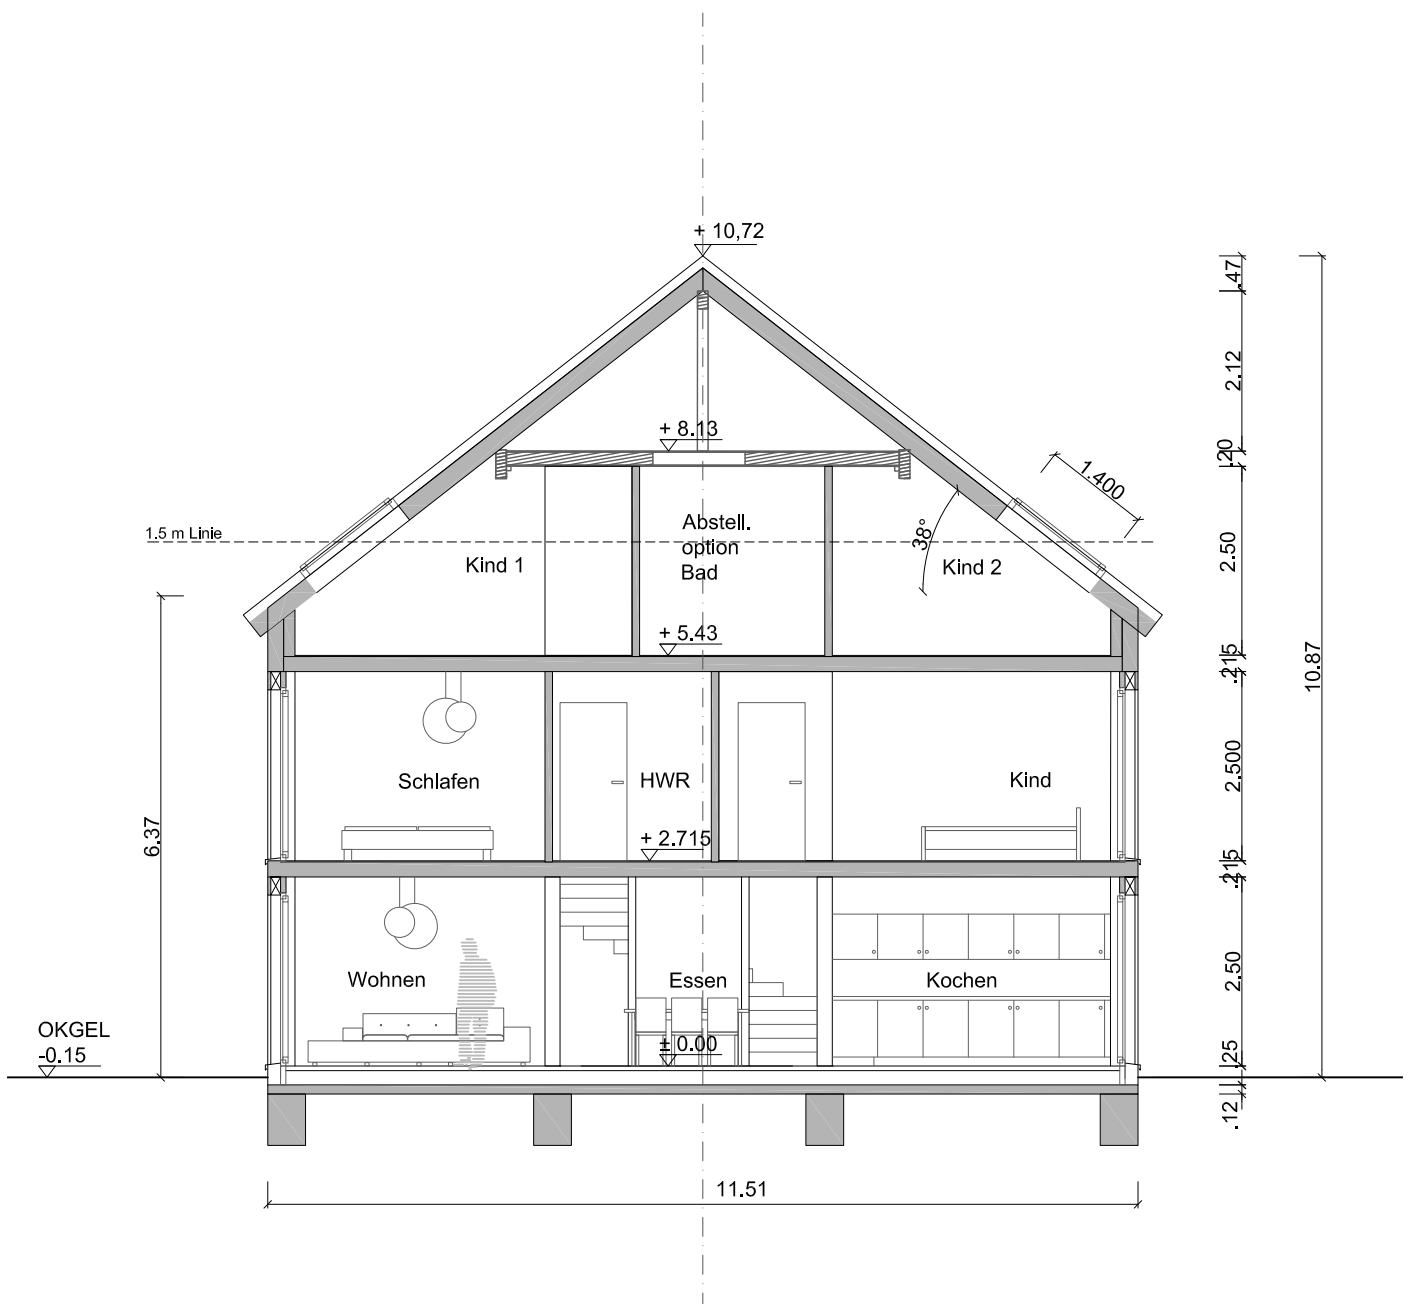 + 10,72
.47
2.12
+ 8.13
.20
1.400
Abstell.
option
Bad
1.5 m Linie
38°
2.50
Kind 1
Kind 2
+ 5.43
.215
10.87
Schlafen
HWR
Kind
2.500
6.37
+ 2.715
.215
Wohnen
Essen
Kochen
2.50
OKGEL
-0.15
± 0.00
.25
.12
11.51